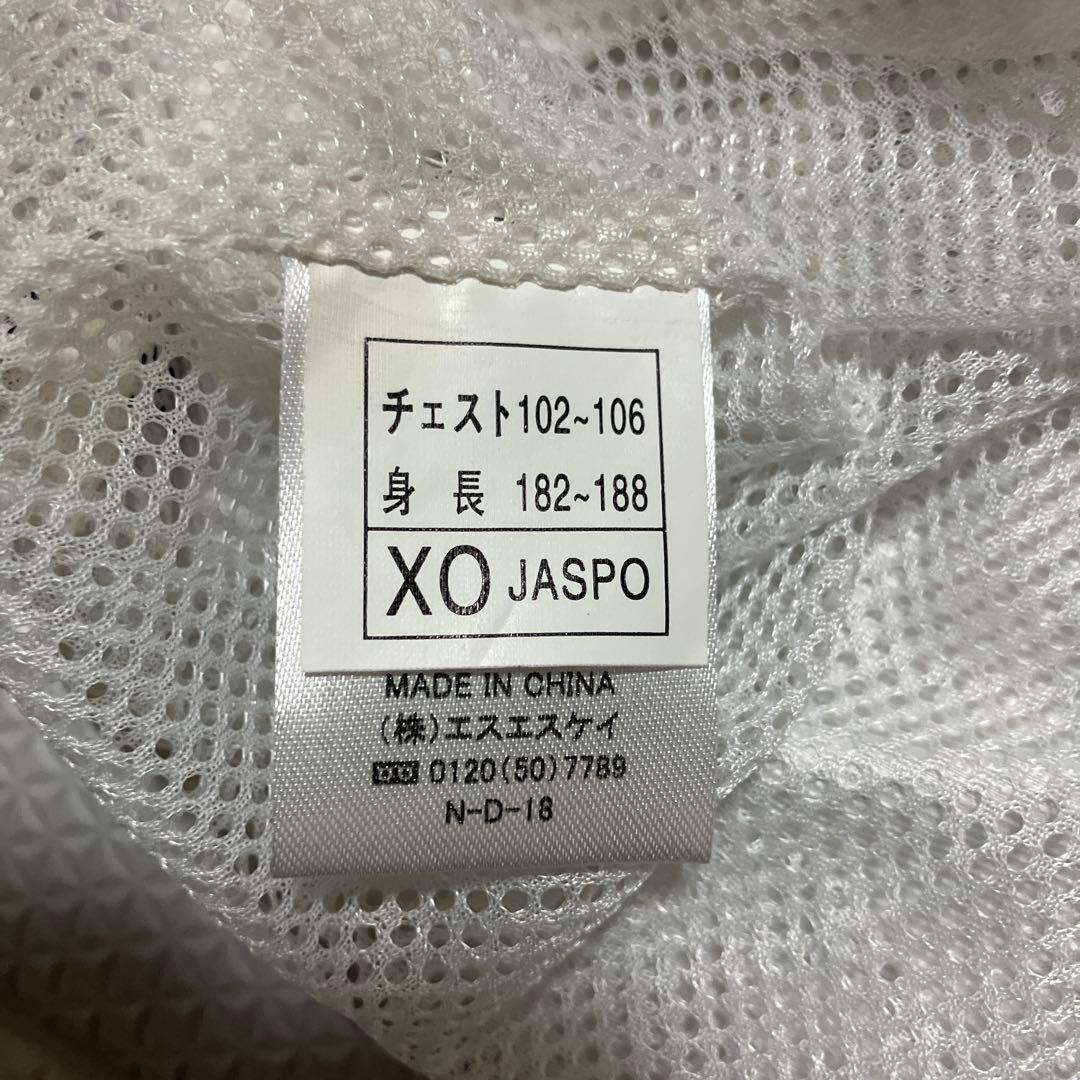 チェスト102~106
身 長 182~188
XO JASPO
MADE IN CHINA
(株)エスエスケイ
0120(50)7789
N-D-18